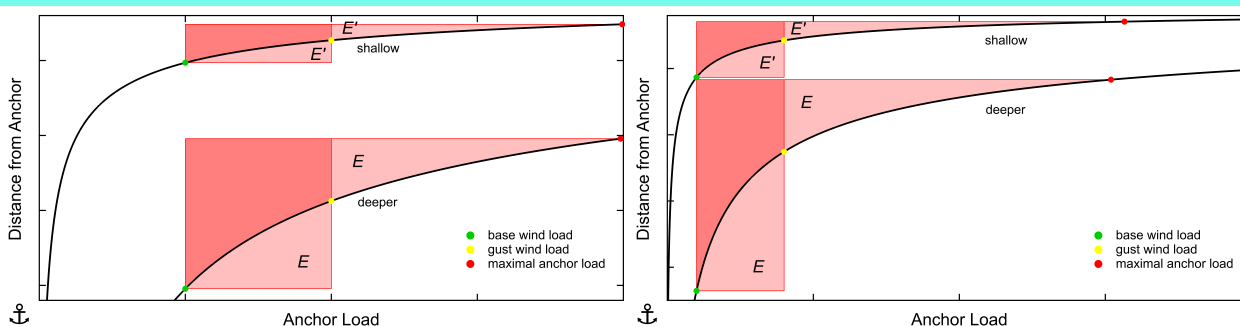 E'
E'
shallow
E
deeper
E
base wind load
gust wind load
maximal anchor load
Distance from Anchor
Anchor Load
E'
E'
shallow
E
deeper
E
base wind load
gust wind load
maximal anchor load
Distance from Anchor
Anchor Load